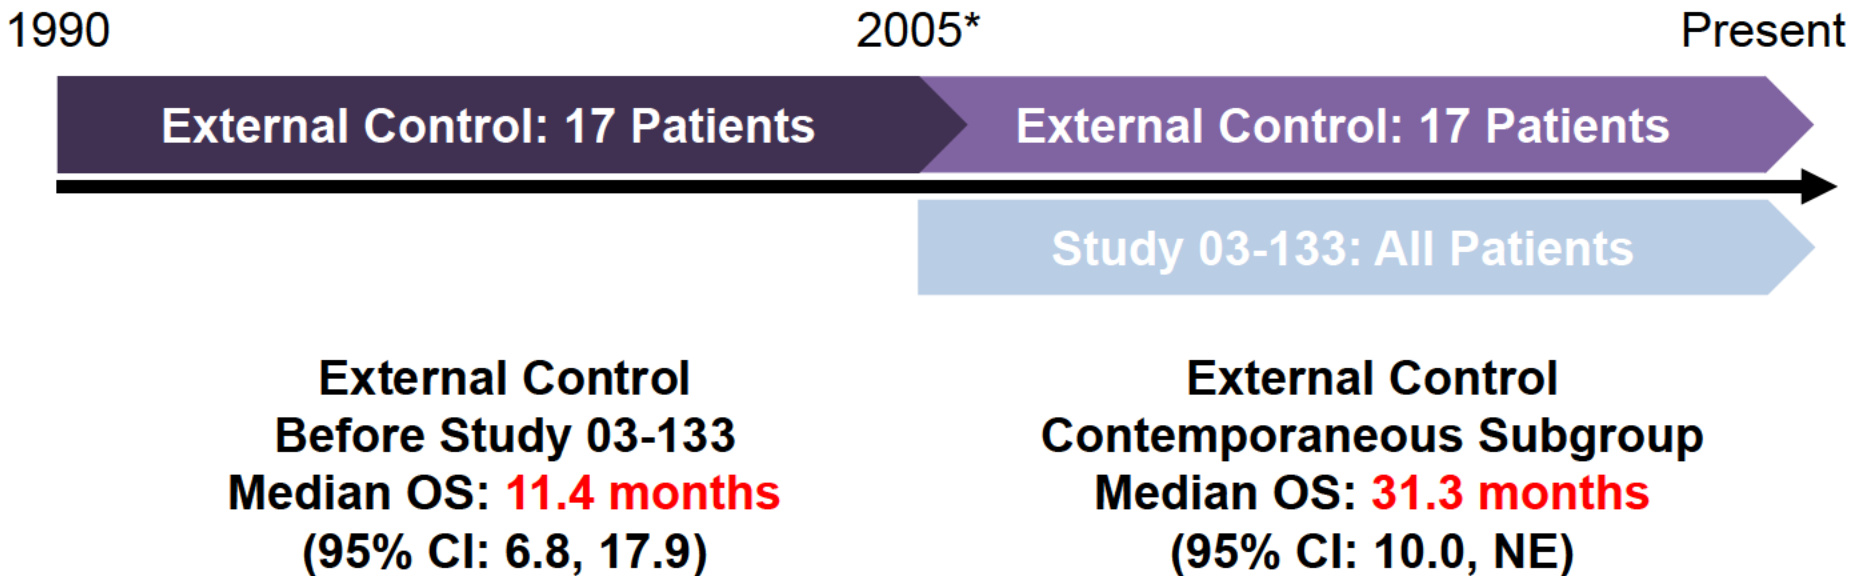 1990 2005* Present
External Control: 17 Patients External Control: 17 Patients
Study 03-133: All Patients
External Control
Before Study 03-133
Median OS: 11.4 months
(95% CI: 6.8, 17.9)
External Control
Contemporaneous Subgroup
Median OS: 31.3 months
(95% CI: 10.0, NE)